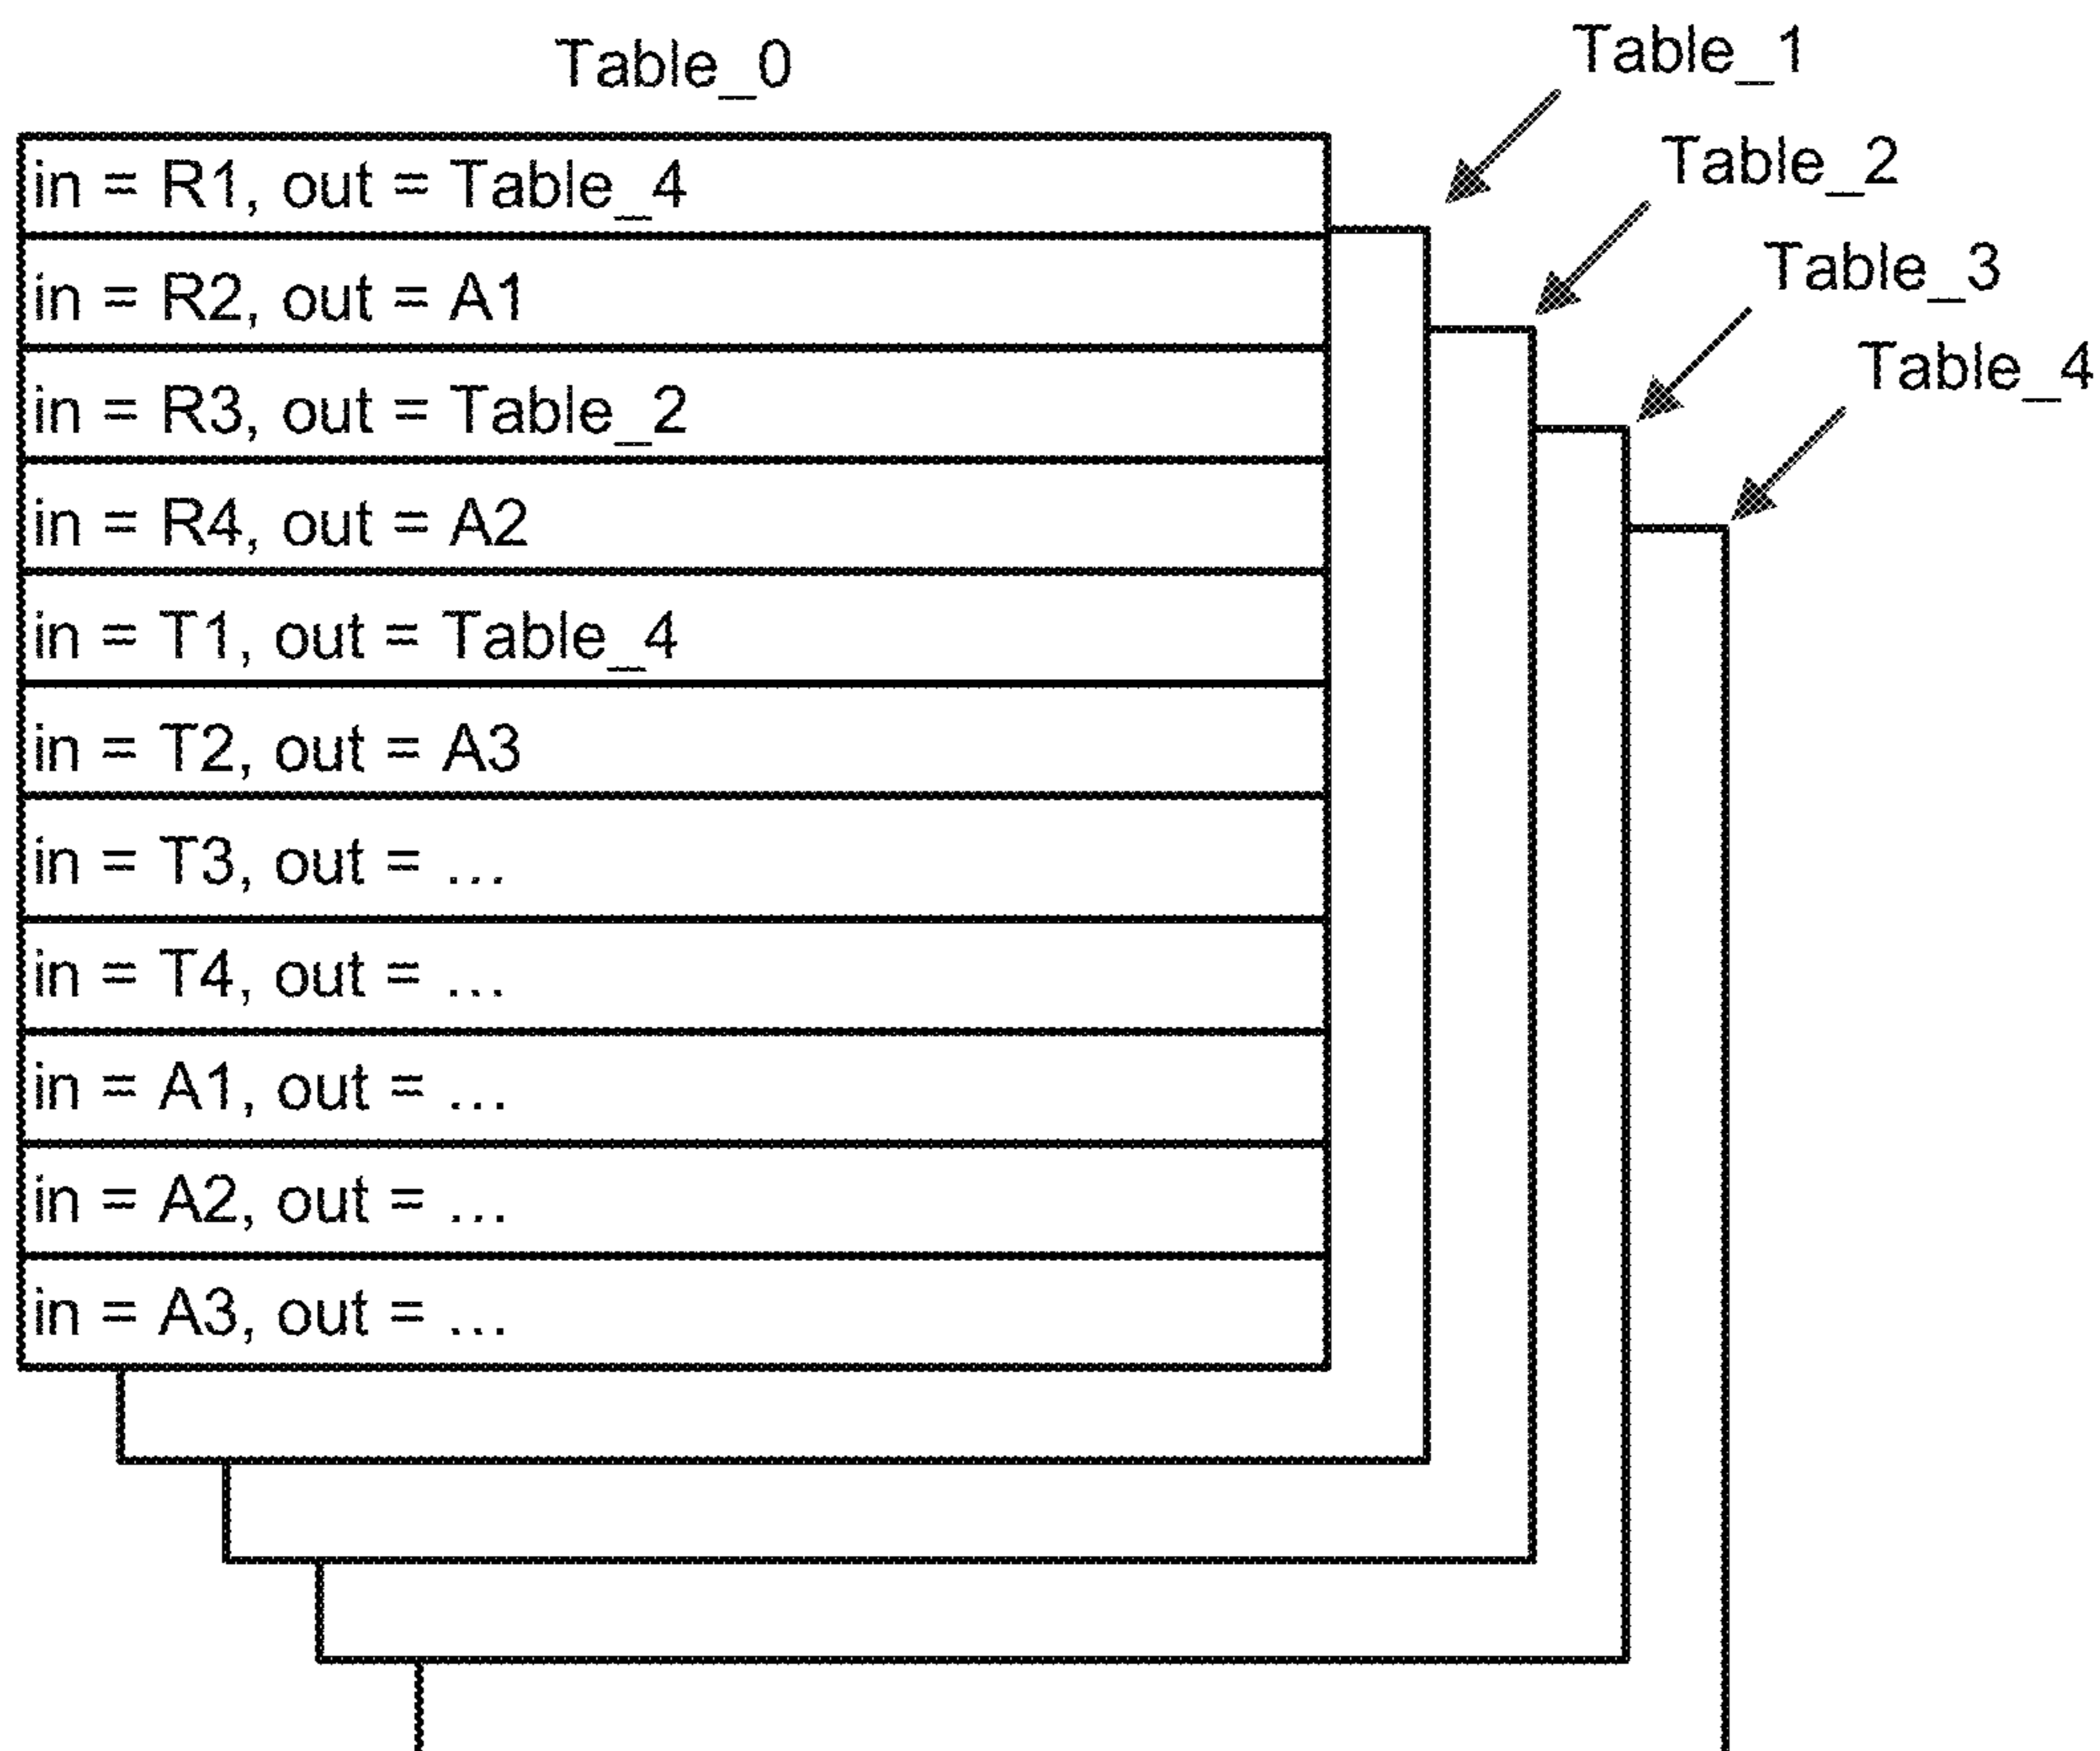 Table_0
Table_1
Table_2
Table_3
Table_4
in = R1, out = Table_4
in = R2, out = A1
in = R3, out = Table_2
in = R4, out = A2
in = T1, out = Table_4
in = T2, out = A3
in = T3, out = ...
in = T4, out = ...
in = A1, out = ...
in = A2, out = ...
in = A3, out = ...